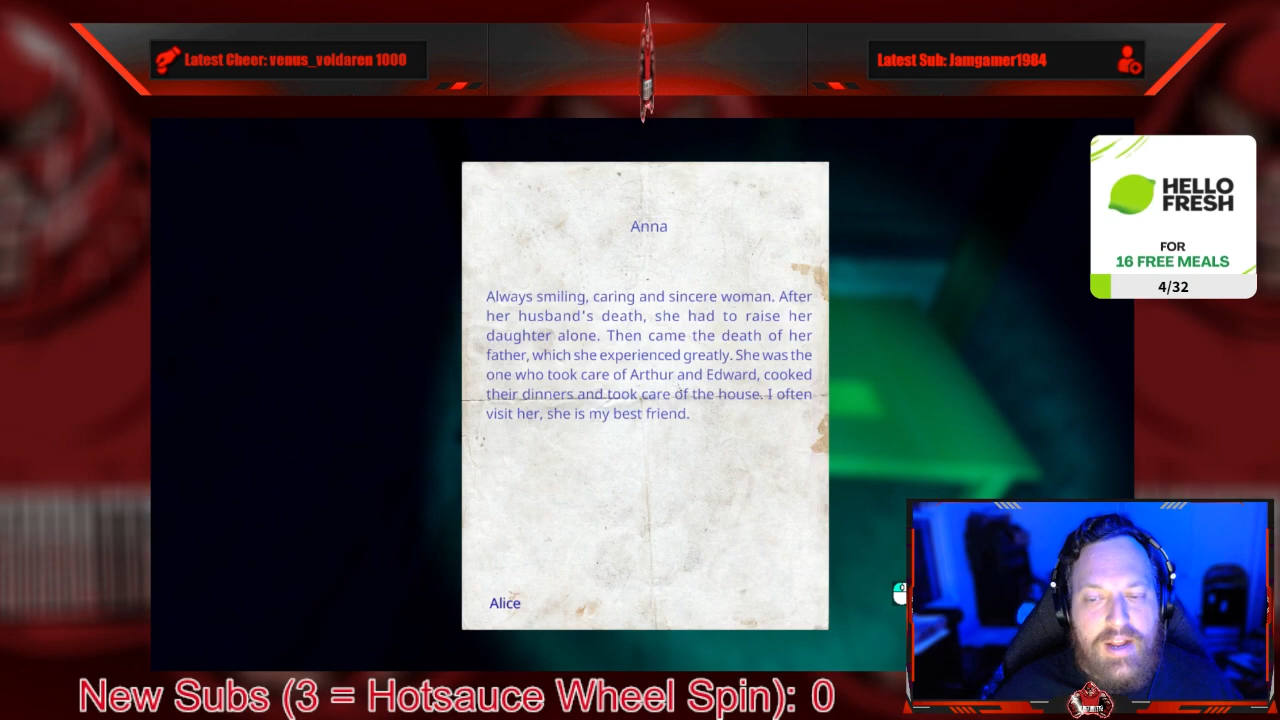 Latest Cheer: venus_voldaren 1000
Latest Sub: Jamgamer1984
HELLO
FRESH
FOR
16 FREE MEALS
4/32
Anna
Always smiling, caring and sincere woman. After
her husband's death, she had to raise her
daughter alone. Then came the death of her
father, which she experienced greatly. She was the
one who took care of Arthur and Edward, cooked
their dinners and took care of the house. I often
visit her, she is my best friend.
Alice
New Subs (3 = Hotsauce Wheel Spin): 0